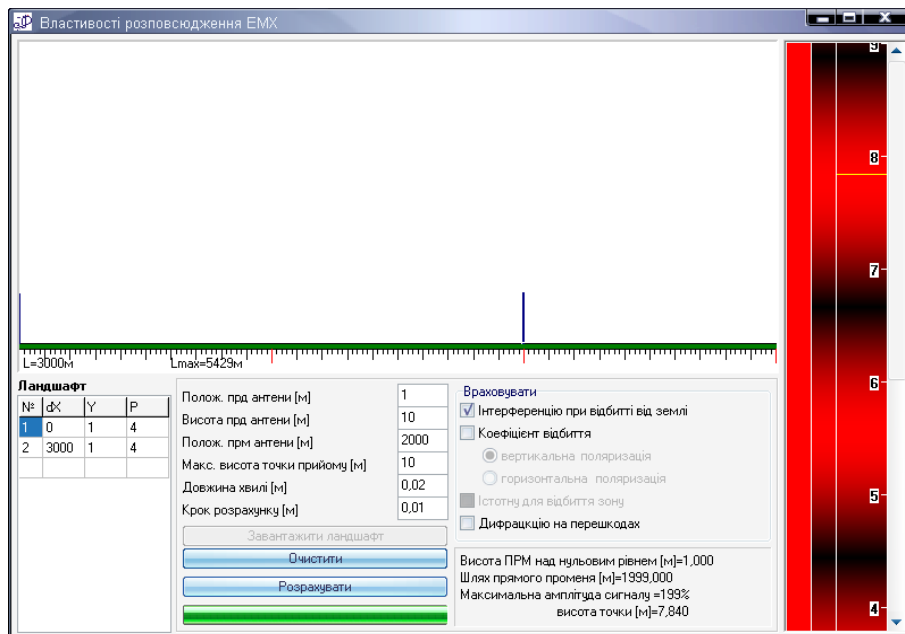 Властивості розповсюдження ЕМХ
L=3000м
Lmax=5429м
Ландшафт
№ dX Y P
1 0 1 4
2 3000 1 4
Полож. прд антени [м] 1
Висота прд антени [м] 10
Полож. прм антени [м] 2000
Макс. висота точки прийому [м] 10
Довжина хвилі [м] 0,02
Крок розрахунку [м] 0,01
Завантажити ландшафт
Очистити
Розрахувати
Враховувати
Інтерференцію при відбитті від землі
Коефіцієнт відбиття
вертикальна поляризація
горизонтальна поляризація
Істотну для відбиття зону
Дифракцкію на перешкодах
Висота ПРМ над нульовим рівнем [м]=1,000
Шлях прямого променя [м]=1999,000
Максимальна амплітуда сигналу =199%
висота точки [м]=7,840
9
8
7
6
5
4